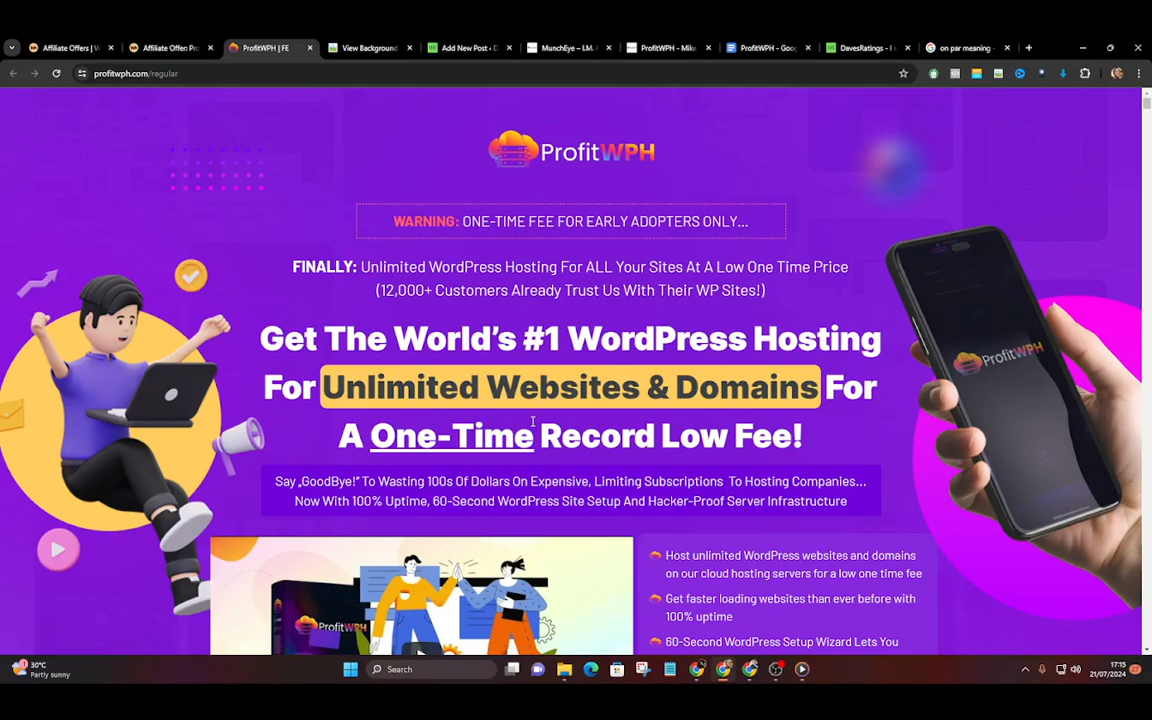 Affiliate Offers | W
Affiliate Offer: Pro
ProfitWPH | FE
View Background
Add New Post ‹ D
MunchEye – I.M.
ProfitWPH - Mike
ProfitWPH - Goog
DavesRatings - I
on par meaning -
profitwph.com/regular
ProfitWPH
WARNING: ONE-TIME FEE FOR EARLY ADOPTERS ONLY...
FINALLY: Unlimited WordPress Hosting For ALL Your Sites At A Low One Time Price
(12,000+ Customers Already Trust Us With Their WP Sites!)
Get The World's #1 WordPress Hosting
For Unlimited Websites & Domains For
A One-Time Record Low Fee!
ProfitWPH
Say „GoodBye!” To Wasting 100s Of Dollars On Expensive, Limiting Subscriptions To Hosting Companies...
Now With 100% Uptime, 60-Second WordPress Site Setup And Hacker-Proof Server Infrastructure
ProfitWPH
Host unlimited WordPress websites and domains
on our cloud hosting servers for a low one time fee
Get faster loading websites than ever before with
100% uptime
60-Second WordPress Setup Wizard Lets You
30°C
Partly sunny
Search
17:15
21/07/2024